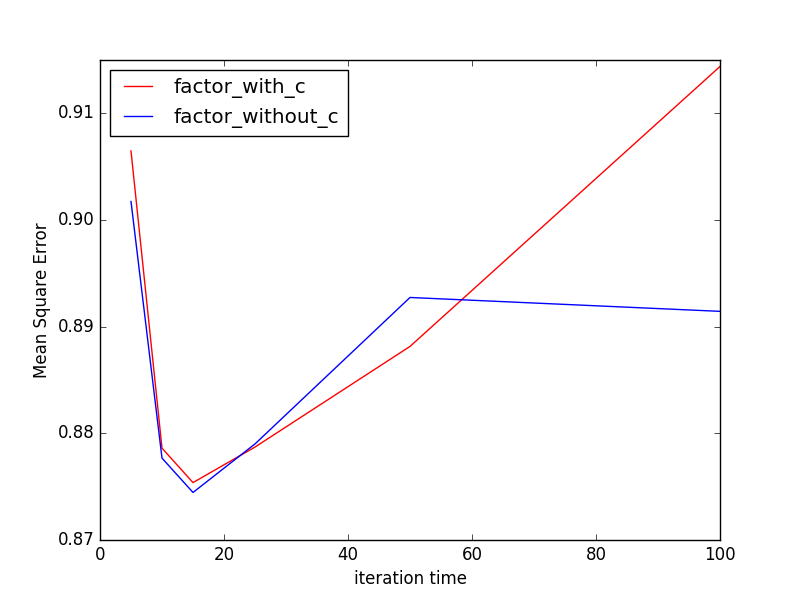 factor_with_c
factor_without_c
0.91
0.90
0.89
0.88
0.87
Mean Square Error
0 20 40 60 80 100
iteration time